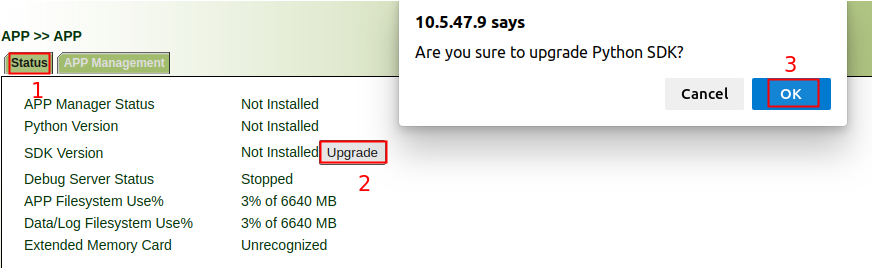 10.5.47.9 says
Are you sure to upgrade Python SDK?
3
Cancel OK
APP >> APP
Status APP Management
1
APP Manager Status Not Installed
Python Version Not Installed
SDK Version Not Installed Upgrade
2
Debug Server Status Stopped
APP Filesystem Use% 3% of 6640 MB
Data/Log Filesystem Use% 3% of 6640 MB
Extended Memory Card Unrecognized